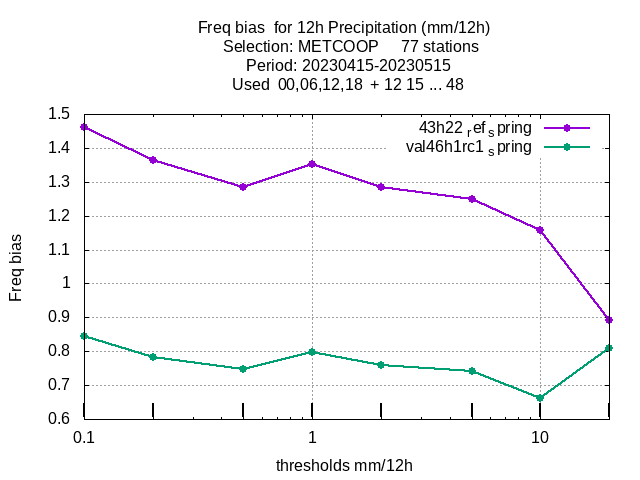 Freq bias  for 12h Precipitation (mm/12h)
Selection: METCOOP     77 stations
Period: 20230415-20230515
Used  00,06,12,18  + 12 15 ... 48
1.5
1.4
1.3
1.2
1.1
1
0.9
0.8
0.7
0.6
Freq bias
43h22 ref spring
val46h1rc1 spring
0.1
1
10
thresholds mm/12h